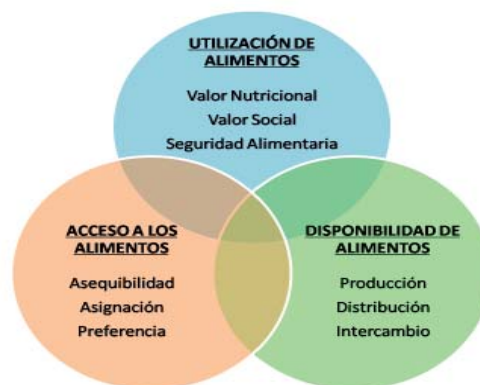 UTILIZACIÓN DE
ALIMENTOS
Valor Nutricional
Valor Social
Seguridad Alimentaria
ACCESO A LOS
ALIMENTOS
Asequibilidad
Asignación
Preferencia
DISPONIBILIDAD DE
ALIMENTOS
Producción
Distribución
Intercambio